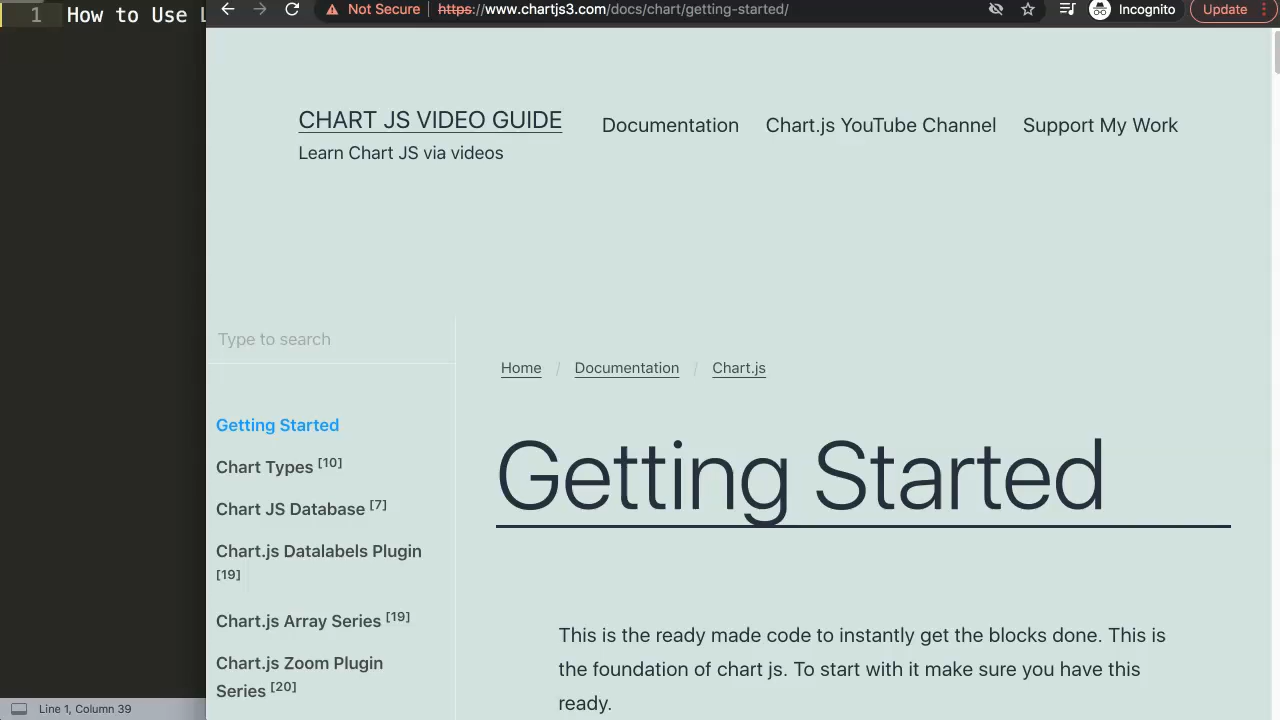 1 How to Use
Not Secure https://www.chartjs3.com/docs/chart/getting-started/ Incognito Update
CHART JS VIDEO GUIDE Documentation Chart.js YouTube Channel Support My Work
Learn Chart JS via videos
Type to search
Home / Documentation / Chart.js
Getting Started
Chart Types [10]
Chart JS Database [7]
Chart.js Datalabels Plugin
[19]
Chart.js Array Series [19]
Chart.js Zoom Plugin
Series [20]
Getting Started
This is the ready made code to instantly get the blocks done. This is
the foundation of chart js. To start with it make sure you have this
ready.
Line 1, Column 39